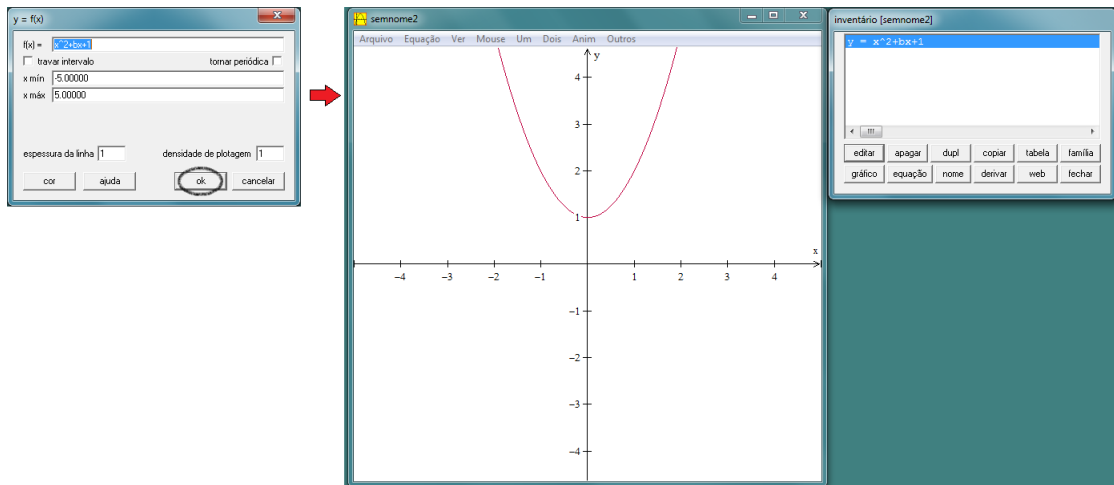 y = f(x)
f(x) = x^2+bx+1
travar intervalo tornar periódica
x mín -5.00000
x máx 5.00000
espessura da linha 1 densidade de plotagem 1
cor ajuda ok cancelar
semnome2
Arquivo Equação Ver Mouse Um Dois Anim Outros
y
4
3
2
1
x
−4 −3 −2 −1 1 2 3 4
−1
−2
−3
−4
inventário [semnome2]
y = x^2+bx+1
editar apagar dupl copiar tabela família
gráfico equação nome derivar web fechar